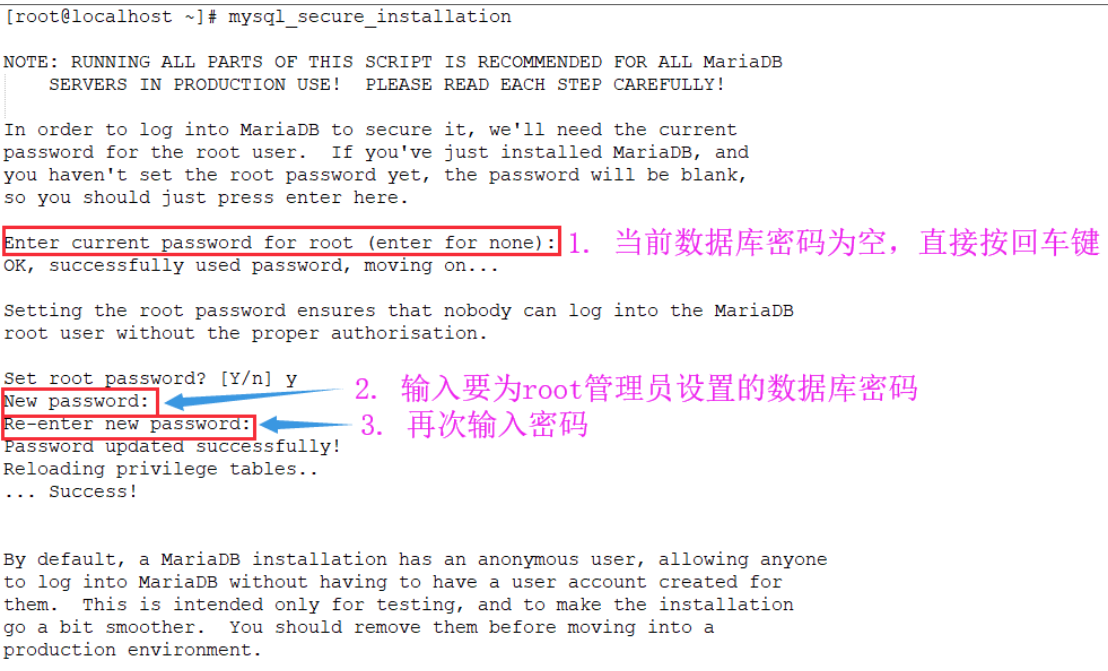 [root@localhost ~]# mysql_secure_installation
NOTE: RUNNING ALL PARTS OF THIS SCRIPT IS RECOMMENDED FOR ALL MariaDB
SERVERS IN PRODUCTION USE!  PLEASE READ EACH STEP CAREFULLY!
In order to log into MariaDB to secure it, we'll need the current
password for the root user.  If you've just installed MariaDB, and
you haven't set the root password yet, the password will be blank,
so you should just press enter here.
Enter current password for root (enter for none): 1. 当前数据库密码为空，直接按回车键
OK, successfully used password, moving on...
Setting the root password ensures that nobody can log into the MariaDB
root user without the proper authorisation.
Set root password? [Y/n] y
New password: 2. 输入要为root管理员设置的数据库密码
Re-enter new password: 3. 再次输入密码
Password updated successfully!
Reloading privilege tables..
... Success!
By default, a MariaDB installation has an anonymous user, allowing anyone
to log into MariaDB without having to have a user account created for
them.  This is intended only for testing, and to make the installation
go a bit smoother.  You should remove them before moving into a
production environment.